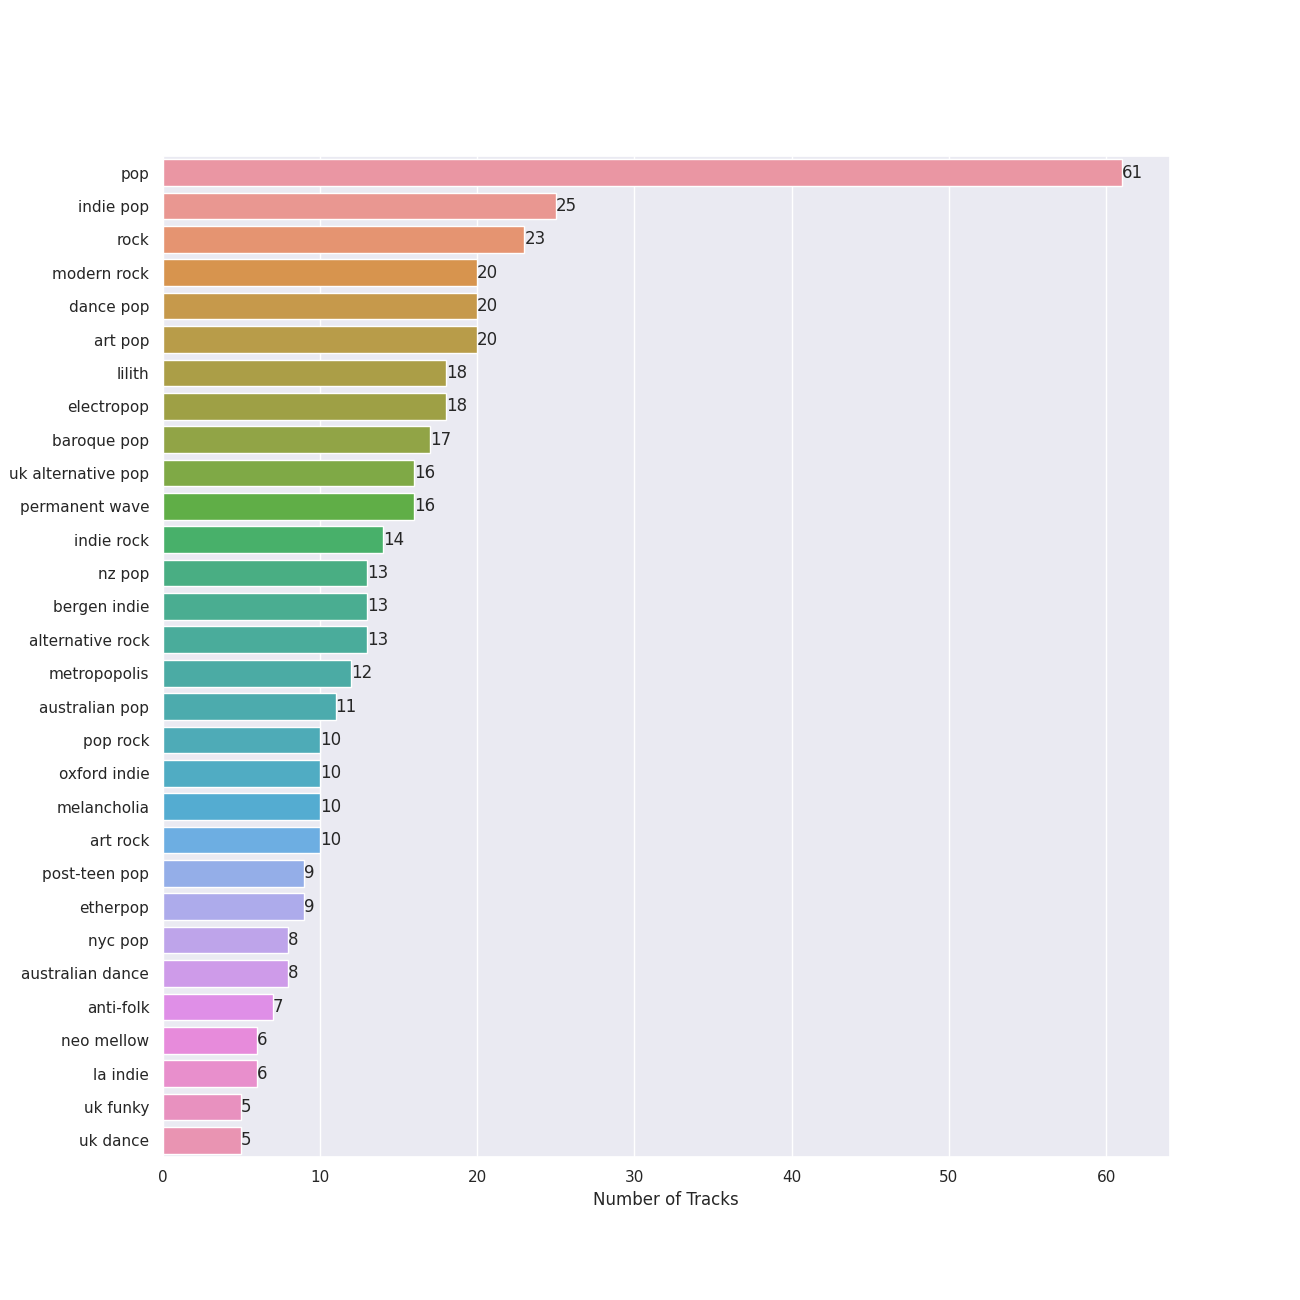 pop 61
indie pop 25
rock 23
modern rock 20
dance pop 20
art pop 20
lilith 18
electropop 18
baroque pop 17
uk alternative pop 16
permanent wave 16
indie rock 14
nz pop 13
bergen indie 13
alternative rock 13
metropopolis 12
australian pop 11
pop rock 10
oxford indie 10
melancholia 10
art rock 10
post-teen pop 9
etherpop 9
nyc pop 8
australian dance 8
anti-folk 7
neo mellow 6
la indie 6
uk funky 5
uk dance 5
0 10 20 30 40 50 60
Number of Tracks